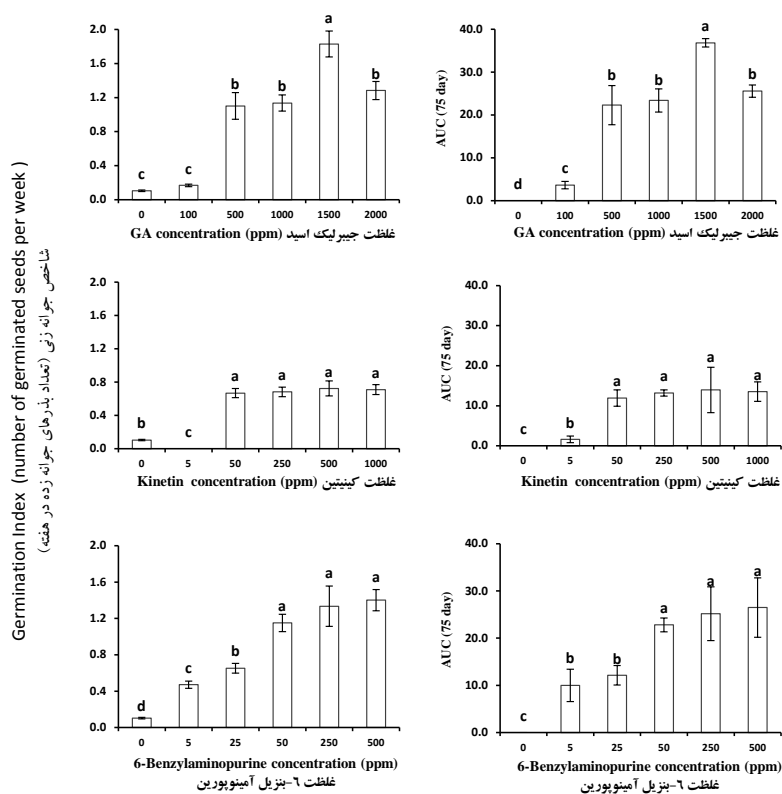 Germination Index (number of germinated seeds per week )
شاخص جوانه زنی (تعداد بذرهای جوانه زده در هفته)
2.0
1.6
1.2
0.8
0.4
0.0
c
c
b
b
a
b
0 100 500 1000 1500 2000
GA concentration (ppm) غلظت جیبرلیک اسید
AUC (75 day)
40.0
30.0
20.0
10.0
0.0
d
c
b
b
a
b
0 100 500 1000 1500 2000
GA concentration (ppm) غلظت جیبرلیک اسید
2.0
1.6
1.2
0.8
0.4
0.0
b
c
a
a
a
a
0 5 50 250 500 1000
Kinetin concentration (ppm) غلظت کینیتین
AUC (75 day)
40.0
30.0
20.0
10.0
0.0
c
b
a
a
a
a
0 5 50 250 500 1000
Kinetin concentration (ppm) غلظت کینیتین
2.0
1.6
1.2
0.8
0.4
0.0
d
c
b
a
a
a
0 5 25 50 250 500
6-Benzylaminopurine concentration (ppm)
غلظت ٦-بنزیل آمینوپورین
AUC (75 day)
40.0
30.0
20.0
10.0
0.0
c
b
b
a
a
a
0 5 25 50 250 500
6-Benzylaminopurine concentration (ppm)
غلظت ٦-بنزیل آمینوپورین